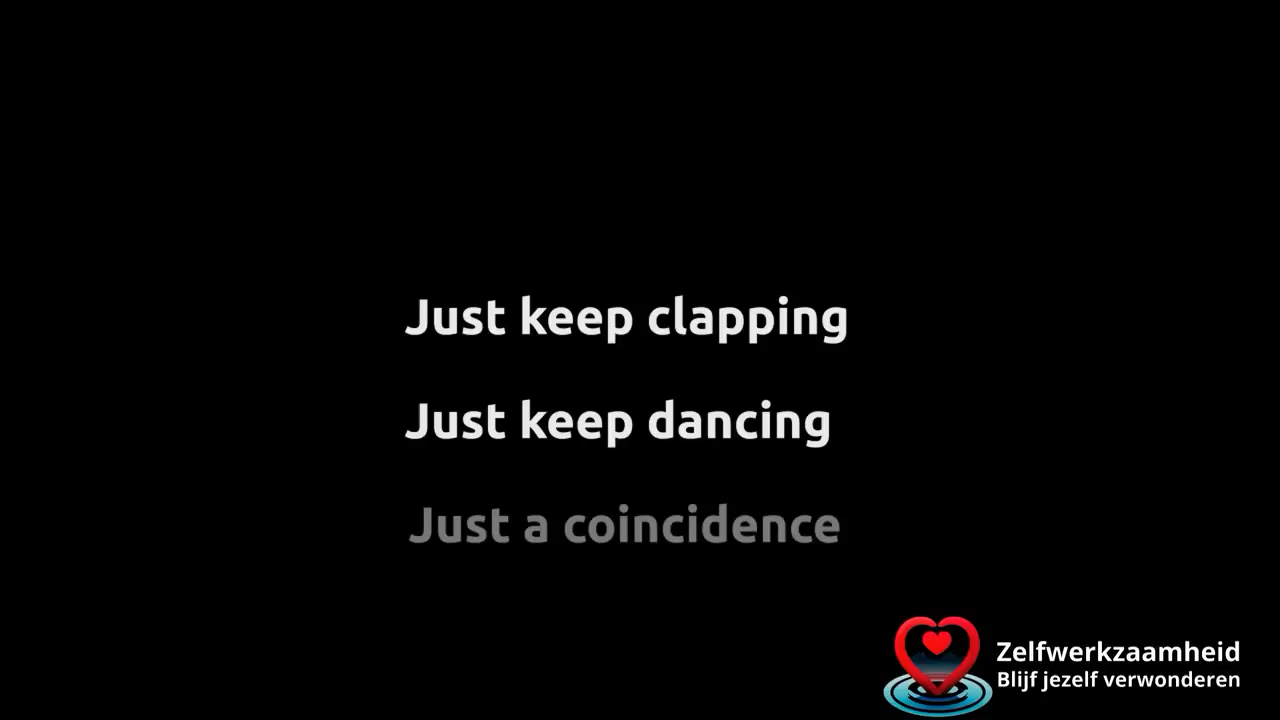 Just keep clapping
Just keep dancing
Just a coincidence
Zelfwerkzaamheid
Blijf jezelf verwonderen